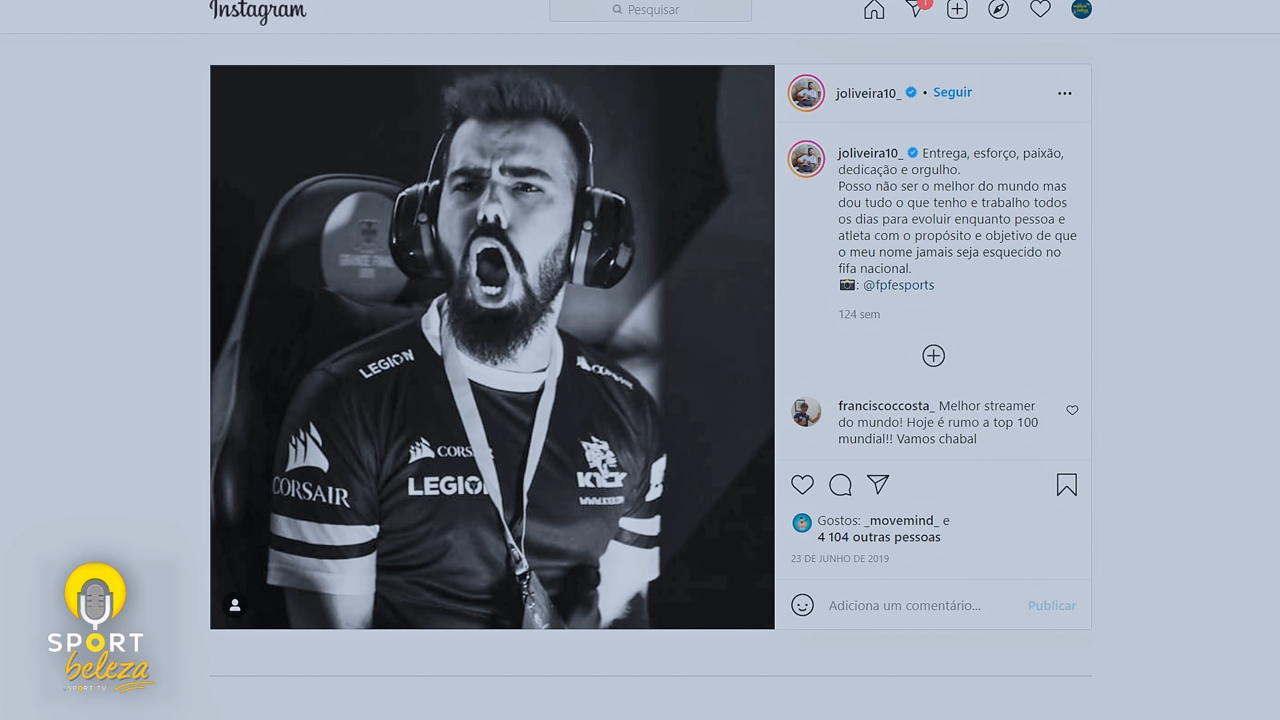 Instagram
Pesquisar
1
joliveira10_ • Seguir
joliveira10_ Entrega, esforço, paixão,
dedicação e orgulho.
Posso não ser o melhor do mundo mas
dou tudo o que tenho e trabalho todos
os dias para evoluir enquanto pessoa e
atleta com o propósito e objetivo de que
o meu nome jamais seja esquecido no
fifa nacional.
📷: @fpfesports
124 sem
franciscoccosta_ Melhor streamer
do mundo! Hoje é rumo a top 100
mundial!! Vamos chabal
Gostos: _movemind_ e
4 104 outras pessoas
23 DE JUNHO DE 2019
Adiciona um comentário... Publicar
LEGION
CORSAIR
CORSAIR
LEGION
KICK
SPORT
beleza
SPORT TV